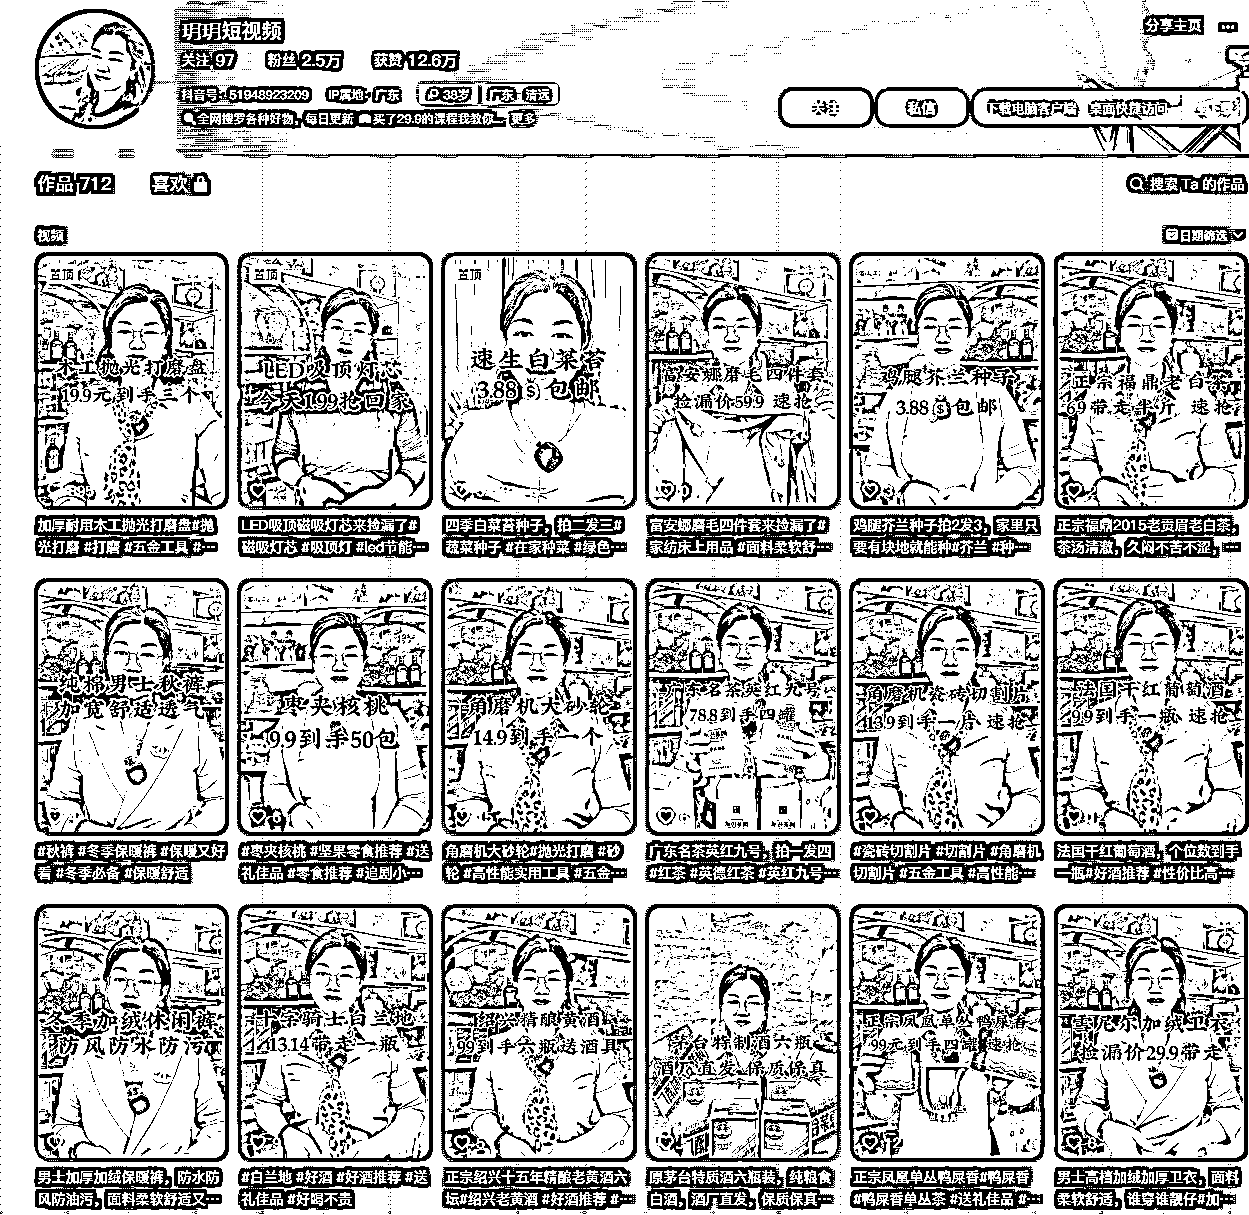 玥玥短视频
分享主页 ...
关注 97 粉丝 2.5万 获赞 12.6万
抖音号: 51948923209 IP属地: 广东 38岁 广东·清远
关注 私信 下载电脑客户端 桌面快捷访问
全网搜罗各种好物，每日更新 买了29.9的课程我教你... 更多
作品 712 喜欢
搜索 Ta 的作品
视频
日期筛选
置顶 置顶 置顶
木工抛光打磨盘
19.9元到手三个
LED吸顶灯芯
今天1.99抢回家
速生白菜苔
3.88 包邮
富安娜磨毛四件套
捡漏价59.9 速抢
鸡腿芥兰种子
3.88 包邮
正宗福鼎老白茶
69带走半斤 速抢
加厚耐用木工抛光打磨盘#抛
光打磨 #打磨 #五金工具 #...
LED吸顶磁吸灯芯来捡漏了#
磁吸灯芯 #吸顶灯 #led节能...
四季白菜苔种子，拍二发三#
蔬菜种子 #在家种菜 #绿色...
富安娜磨毛四件套来捡漏了#
家纺床上用品 #面料柔软舒...
鸡腿芥兰种子拍2发3，家里只
要有块地就能种#芥兰 #种...
正宗福鼎2015老贡眉老白茶，
茶汤清澈，久闷不苦不涩，...
纯棉男士秋裤
加宽舒适透气
枣夹核桃
9.9到手50包
角磨机大砂轮
14.9到手一个
广东名茶英红九号
78.8到手四罐
角磨机瓷砖切割片
13.9到手一片 速抢
法国干红葡萄酒
9.9到手一瓶 速抢
#秋裤 #冬季保暖裤 #保暖又好
看 #冬季必备 #保暖舒适
#枣夹核桃 #坚果零食推荐 #送
礼佳品 #零食推荐 #追剧小...
角磨机大砂轮#抛光打磨 #砂
轮 #高性能实用工具 #五金...
广东名茶英红九号，拍一发四
#红茶 #英德红茶 #英红九号...
#瓷砖切割片 #切割片 #角磨机
切割片 #五金工具 #高性能...
法国干红葡萄酒，个位数到手
一瓶#好酒推荐 #性价比高...
冬季加绒休闲裤
防风防水防污
十字骑士白兰地
13.14带走一瓶
绍兴精酿黄酒
99到手六瓶送酒具
茅台特制酒六瓶
酒厂直发 保质保真
正宗凤凰单丛鸭屎香
99元到手四罐 速抢
雪尼尔加绒卫衣
捡漏价29.9带走
男士加厚加绒保暖裤，防水防
风防油污，面料柔软舒适又...
#白兰地 #好酒 #好酒推荐 #送
礼佳品 #好喝不贵
正宗绍兴十五年精酿老黄酒六
坛#绍兴老黄酒 #好酒推荐 #...
原茅台特质酒六瓶装，纯粮食
白酒，酒厂直发，保质保真...
正宗凤凰单丛鸭屎香#鸭屎香
#鸭屎香单丛茶 #送礼佳品 #...
男士高档加绒加厚卫衣，面料
柔软舒适，谁穿谁靓仔#加...